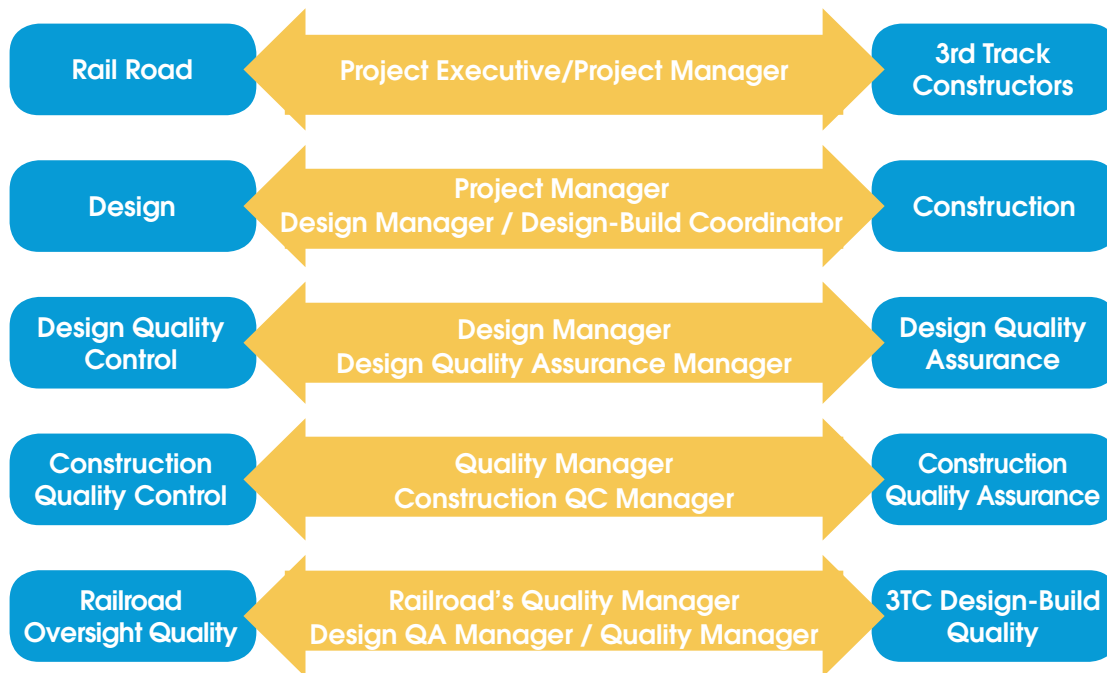 Rail Road
Project Executive/Project Manager
3rd Track
Constructors
Design
Project Manager
Design Manager / Design-Build Coordinator
Construction
Design Quality
Control
Design Manager
Design Quality Assurance Manager
Design Quality
Assurance
Construction
Quality Control
Quality Manager
Construction QC Manager
Construction
Quality Assurance
Railroad
Oversight Quality
Railroad's Quality Manager
Design QA Manager / Quality Manager
3TC Design-Build
Quality